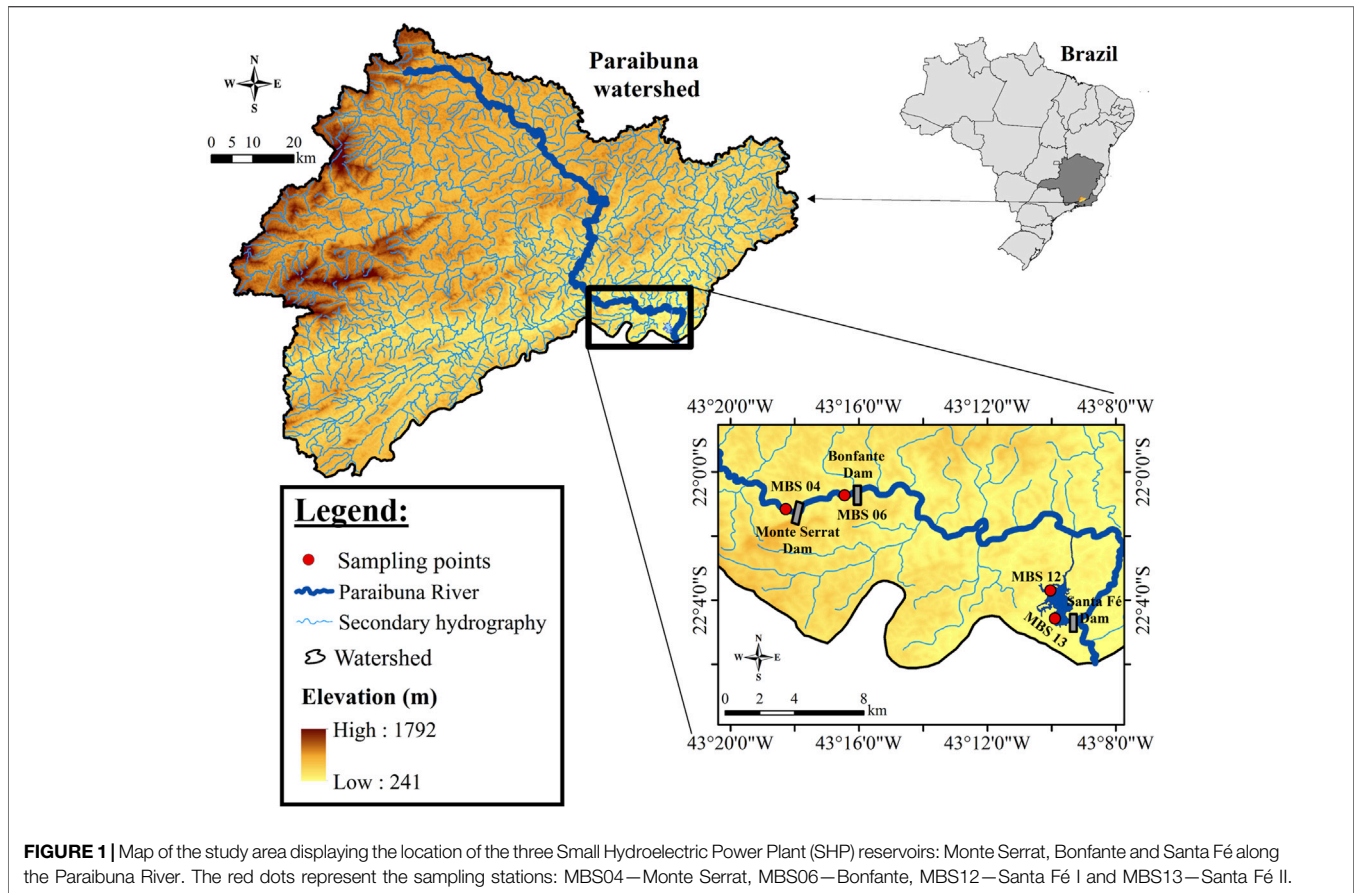 N
W E
S
0 5 10 20
km
Paraibuna
watershed
Brazil
Legend:
Sampling points
Paraibuna River
Secondary hydrography
Watershed
Elevation (m)
High : 1792
Low : 241
43°20'0"W 43°16'0"W 43°12'0"W 43°8'0"W
22°0'0"S
22°4'0"S
22°0'0"S
22°4'0"S
Bonfante
Dam
MBS 04
MBS 06
Monte Serrat
Dam
MBS 12
Santa Fé
Dam
MBS 13
N
W E
S
0 2 4 8
km
43°20'0"W 43°16'0"W 43°12'0"W 43°8'0"W
FIGURE 1 | Map of the study area displaying the location of the three Small Hydroelectric Power Plant (SHP) reservoirs: Monte Serrat, Bonfante and Santa Fé along
the Paraibuna River. The red dots represent the sampling stations: MBS04—Monte Serrat, MBS06—Bonfante, MBS12—Santa Fé I and MBS13—Santa Fé II.